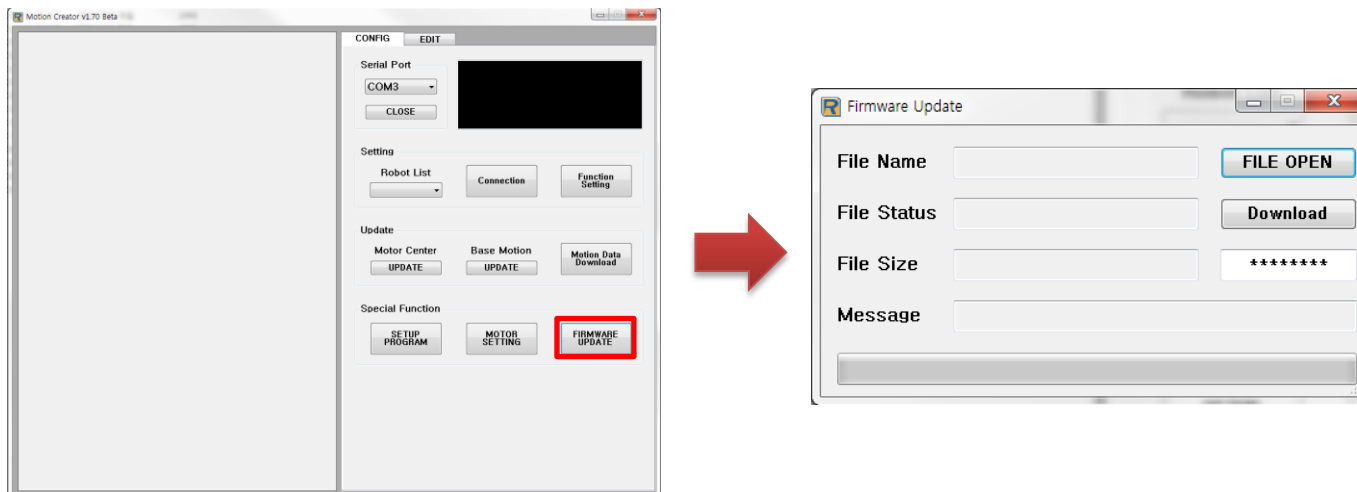 Motion Creator v1.70 Beta
CONFIG EDIT
Serial Port
COM3
CLOSE
Setting
Robot List
Connection
Function
Setting
Update
Motor Center
UPDATE
Base Motion
UPDATE
Motion Data
Download
Special Function
SETUP
PROGRAM
MOTOR
SETTING
FIRMWARE
UPDATE
Firmware Update
File Name
FILE OPEN
File Status
Download
File Size
********
Message